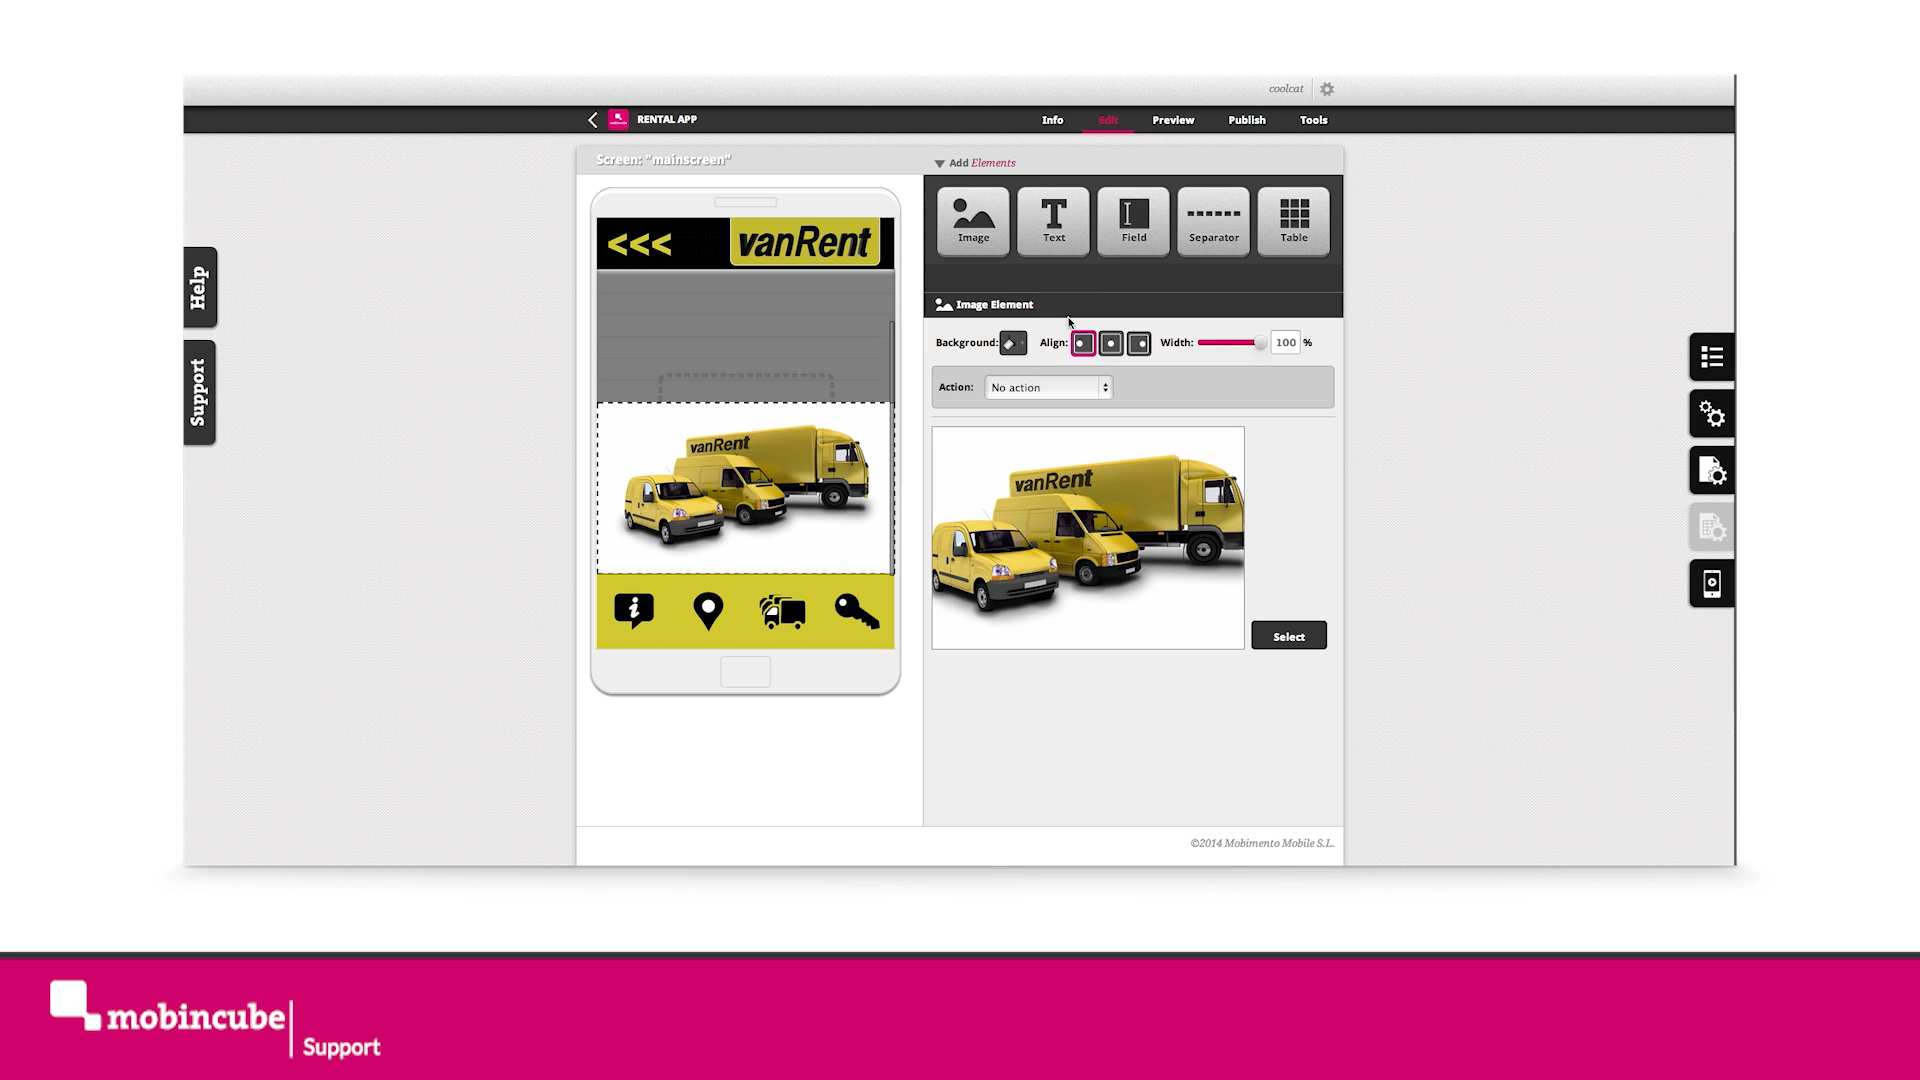 coolcat
RENTAL APP
Info
Edit
Preview
Publish
Tools
Screen: "mainscreen"
Add Elements
Image
Text
Field
Separator
Table
<<<
vanRent
Image Element
Background:
Align:
Width:
100 %
Action:
No action
vanRent
vanRent
Select
Help
Support
©2014 Mobimento Mobile S.L.
mobincube
Support